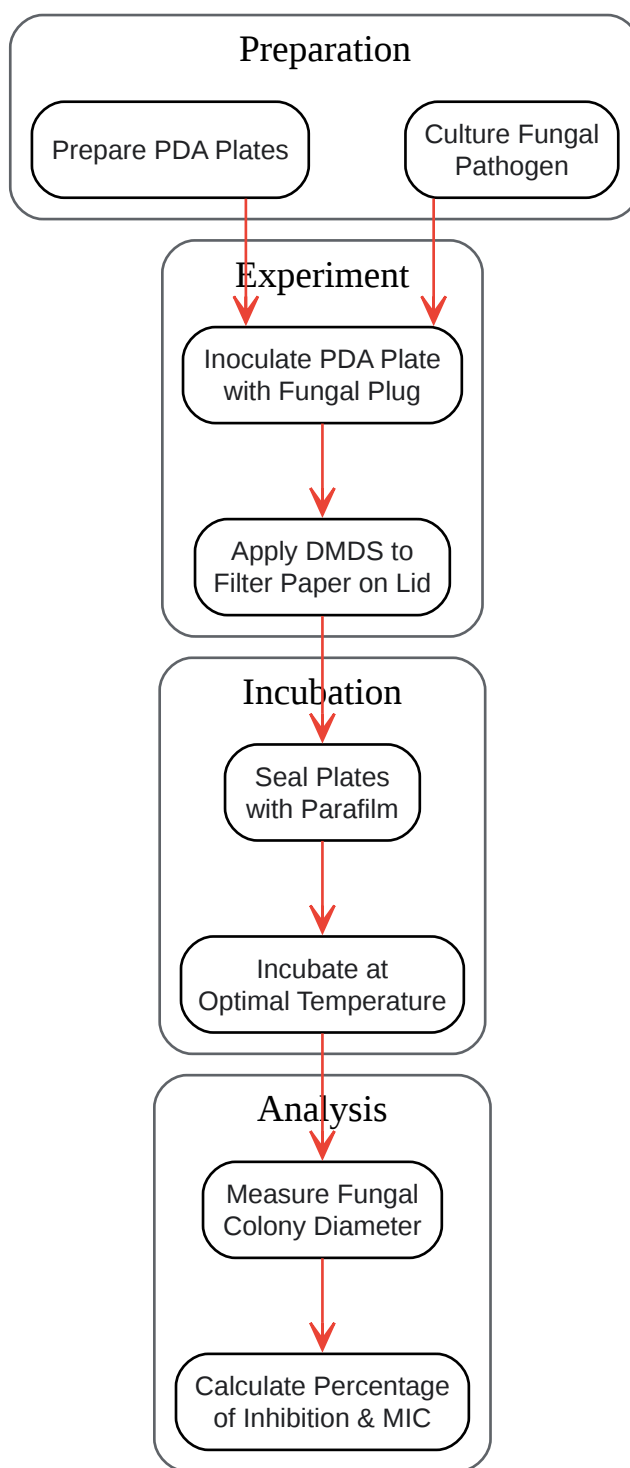 Preparation
Prepare PDA Plates
Culture Fungal
Pathogen
Experiment
Inoculate PDA Plate
with Fungal Plug
Apply DMDS to
Filter Paper on Lid
Incubation
Seal Plates
with Parafilm
Incubate at
Optimal Temperature
Analysis
Measure Fungal
Colony Diameter
Calculate Percentage
of Inhibition & MIC